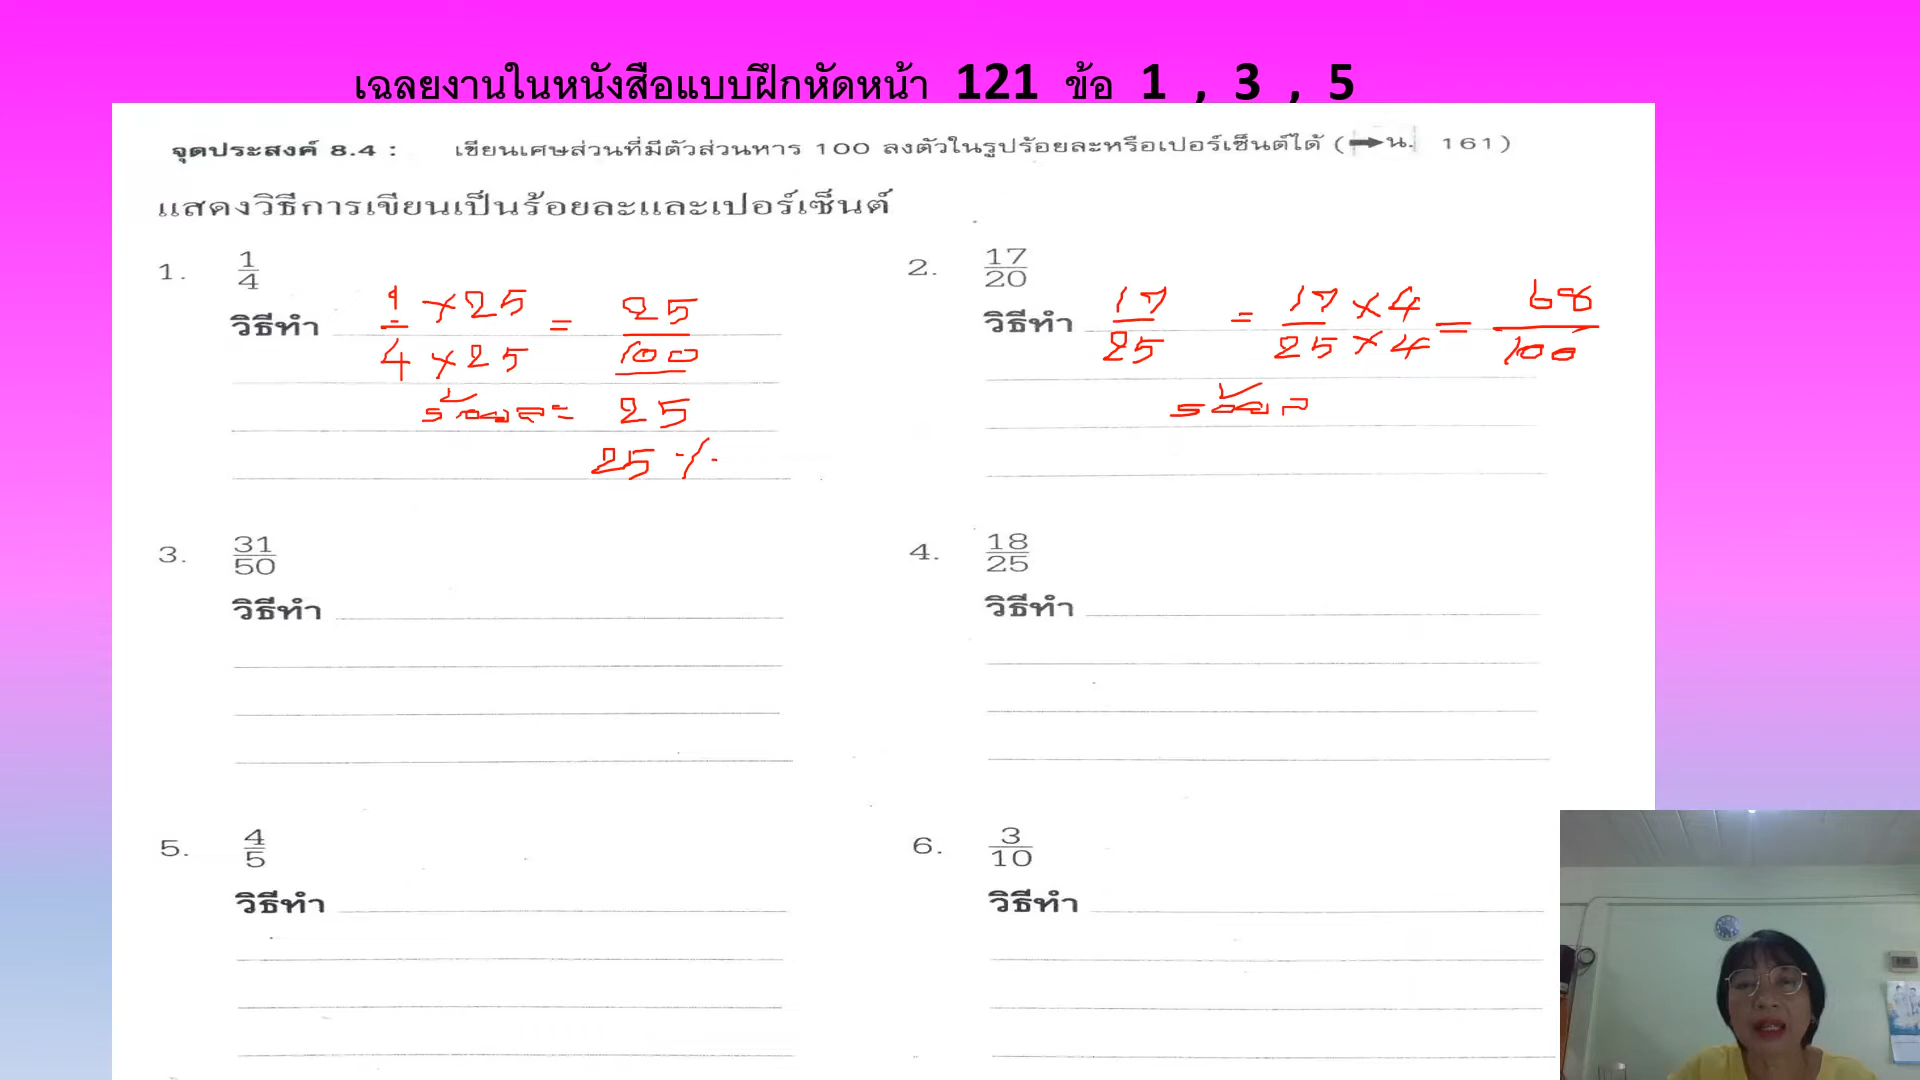 เฉลยงานในหนังสือแบบฝึกหัดหน้า 121 ข้อ 1 , 3 , 5
จุดประสงค์ 8.4 : เขียนเศษส่วนที่มีตัวส่วนหาร 100 ลงตัวในรูปร้อยละหรือเปอร์เซ็นต์ได้ (➡น. 161)
แสดงวิธีการเขียนเป็นร้อยละและเปอร์เซ็นต์
1. 1/4
วิธีทำ 1 × 25 / 4 × 25 = 25/100
ร้อยละ 25
25 %
2. 17/20
วิธีทำ 17/25 = 17 × 4 / 25 × 4 = 68/100
ร้อยล
3. 31/50
วิธีทำ
4. 18/25
วิธีทำ
5. 4/5
วิธีทำ
6. 3/10
วิธีทำ